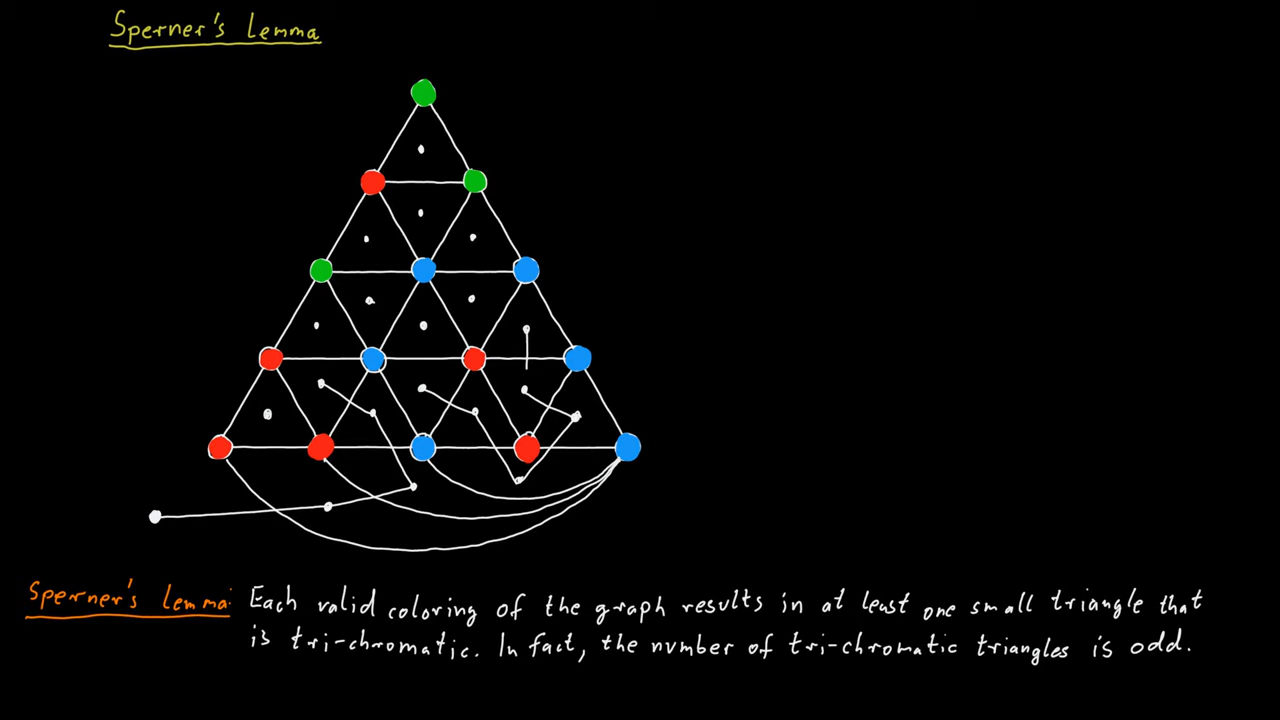 Sperner's Lemma
Sperner's lemma: Each valid coloring of the graph results in at least one small triangle that
is tri-chromatic. In fact, the number of tri-chromatic triangles is odd.